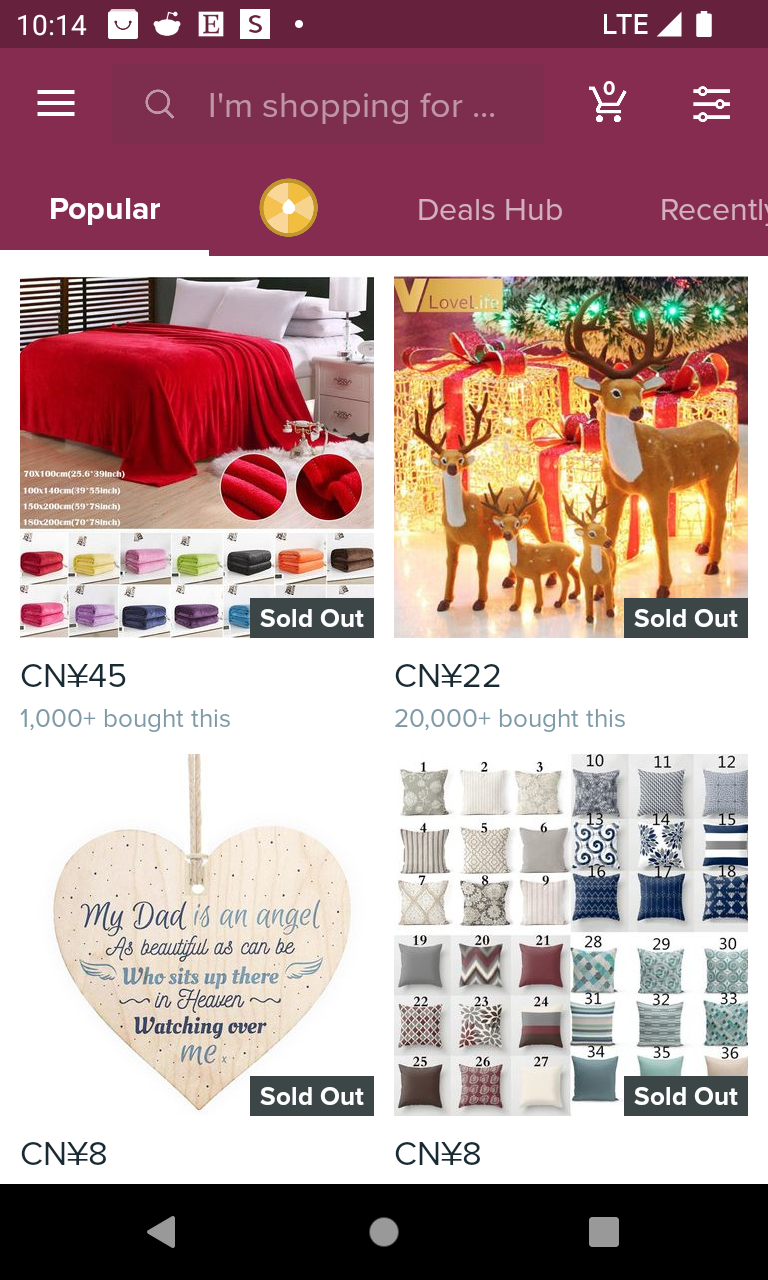 10:14
E
S
LTE
I'm shopping for ...
0
Popular
Deals Hub
Recently
70X100cm(25.6*39inch)
100x140cm(39*55inch)
150x200cm(59*78inch)
180x200cm(70*78inch)
Sold Out
V LoveLife
Sold Out
CN¥45
1,000+ bought this
CN¥22
20,000+ bought this
My Dad is an angel
As beautiful as can be
Who sits up there
in Heaven
Watching over
me x
Sold Out
1 2 3 10 11 12
4 5 6 13 14 15
7 8 9 16 17 18
19 20 21 28 29 30
22 23 24 31 32 33
25 26 27 34 35 36
Sold Out
CN¥8
CN¥8